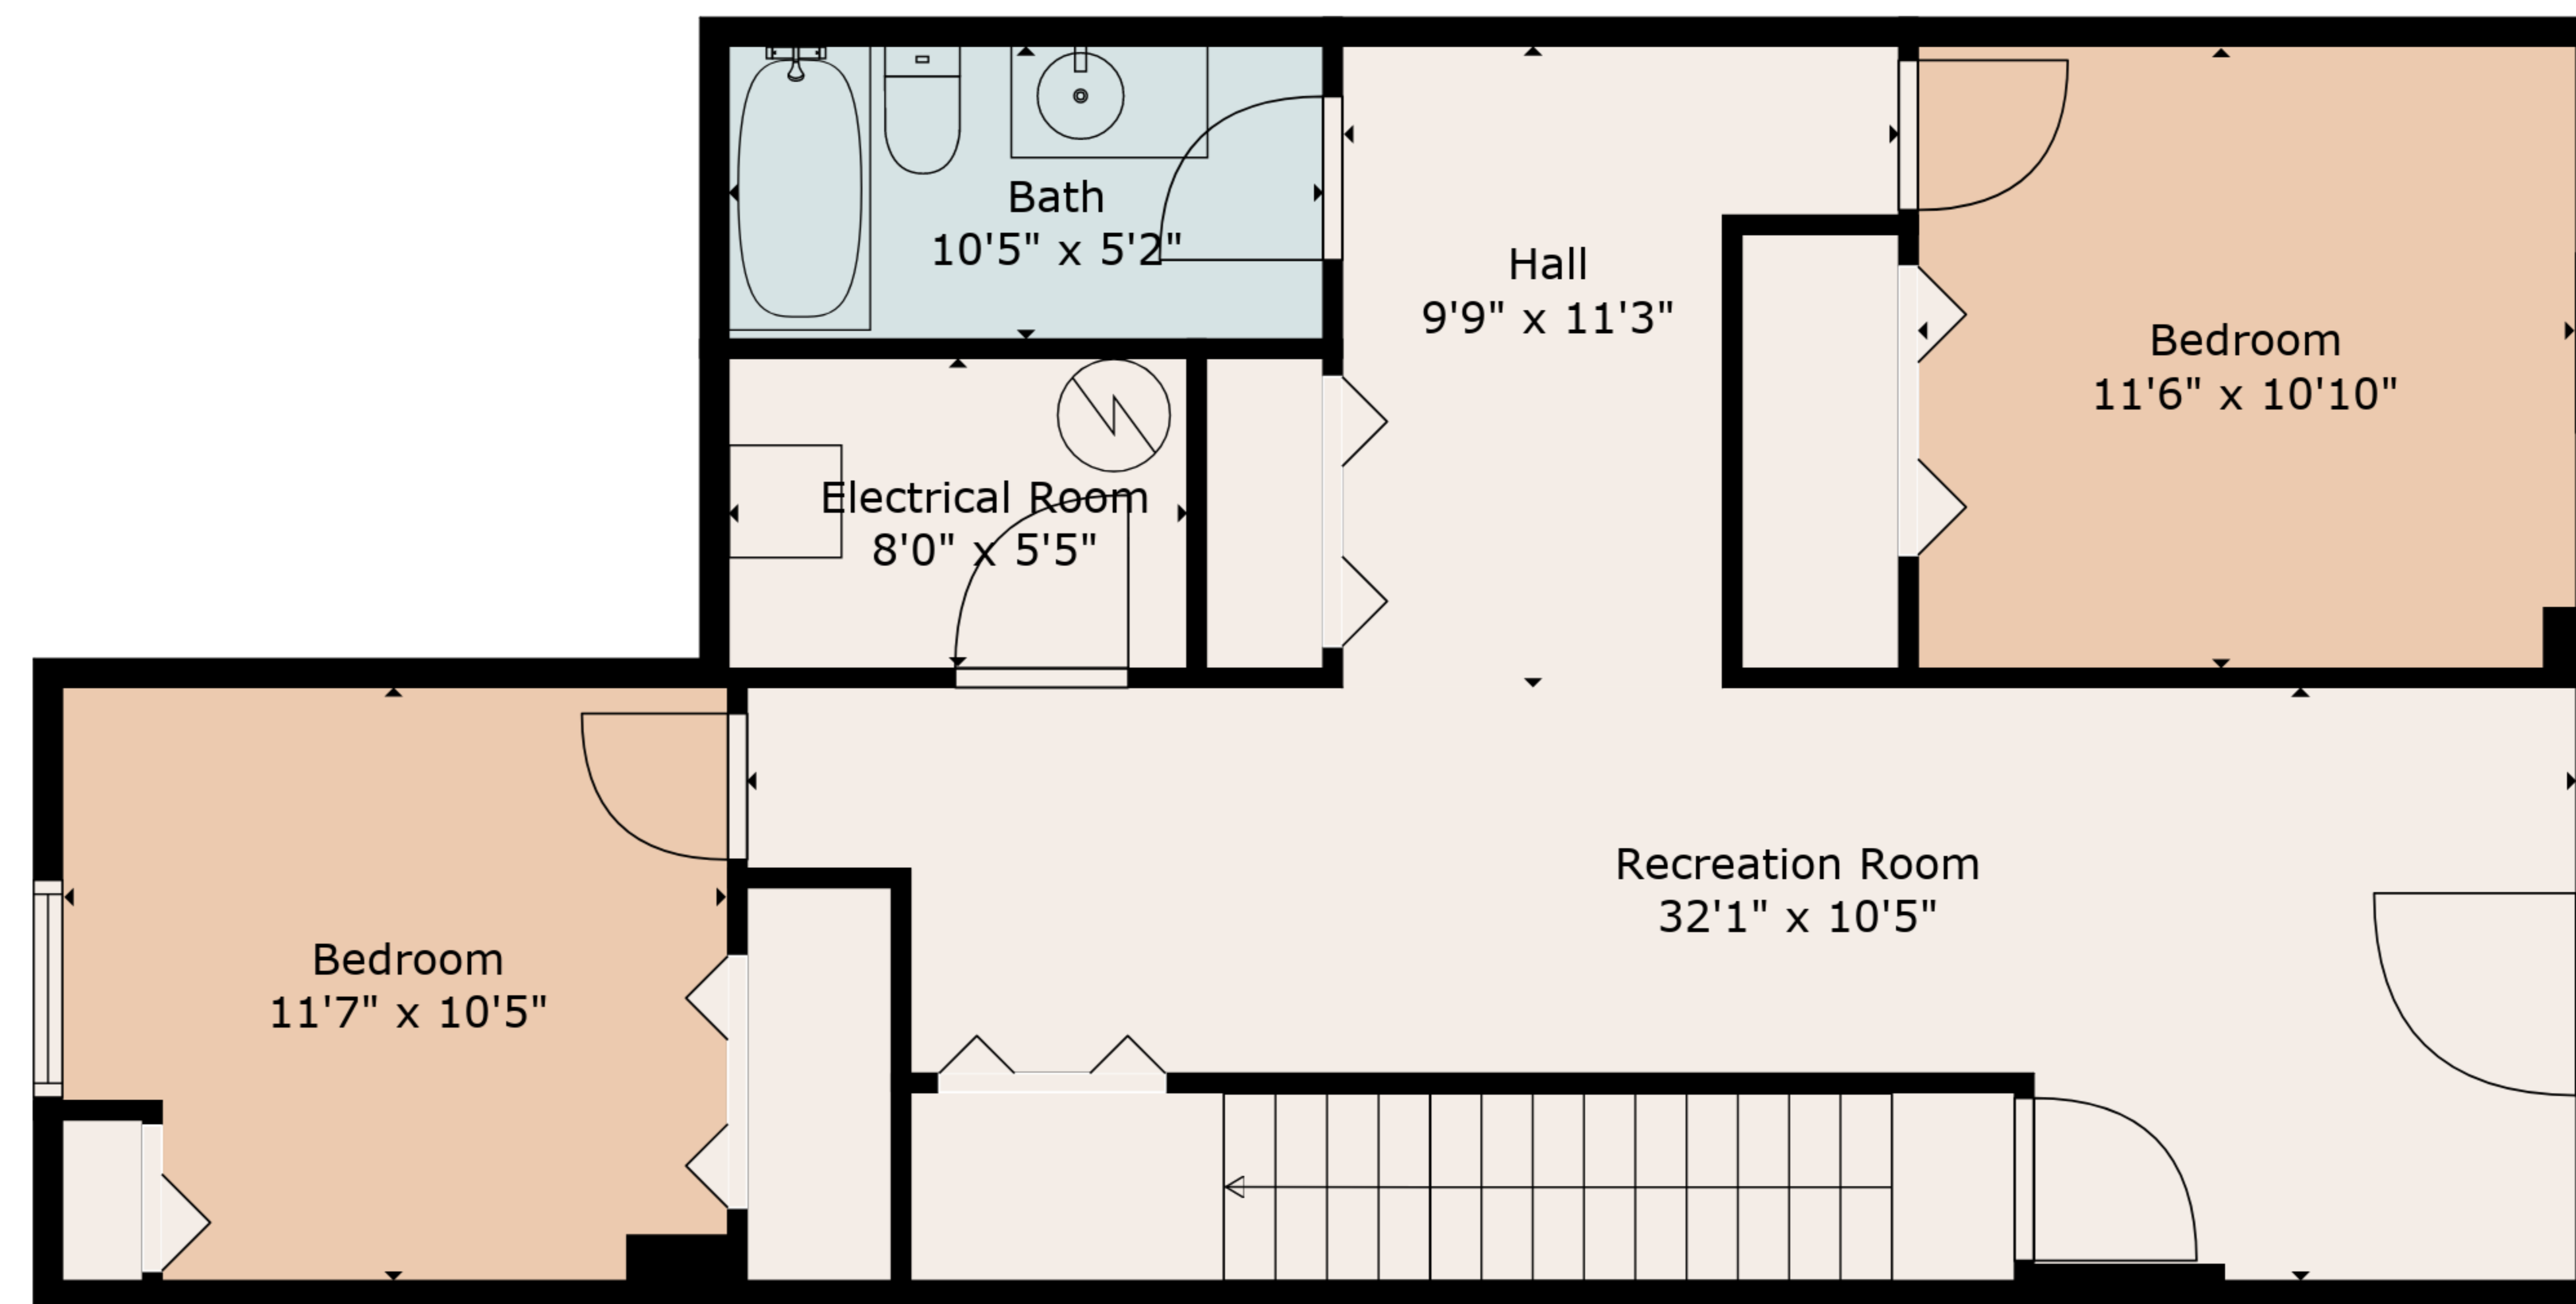 Bath
10'5" x 5'2"
Hall
9'9" x 11'3"
Bedroom
11'6" x 10'10"
Electrical Room
8'0" x 5'5"
Recreation Room
32'1" x 10'5"
Bedroom
11'7" x 10'5"